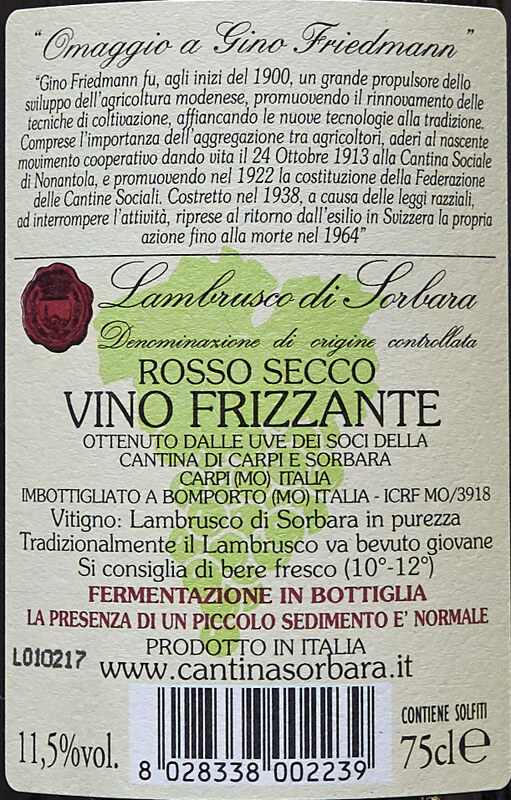 "Omaggio a Gino Friedmann"
"Gino Friedmann fu, agli inizi del 1900, un grande propulsore dello
sviluppo dell'agricoltura modenese, promuovendo il rinnovamento delle
tecniche di coltivazione, affiancando le nuove tecnologie alla tradizione.
Comprese l'importanza dell'aggregazione tra agricoltori, aderì al nascente
movimento cooperativo dando vita il 24 Ottobre 1913 alla Cantina Sociale
di Nonantola, e promuovendo nel 1922 la costituzione della Federazione
delle Cantine Sociali. Costretto nel 1938, a causa delle leggi razziali,
ad interrompere l'attività, riprese al ritorno dall'esilio in Svizzera la propria
azione fino alla morte nel 1964"
Lambrusco di Sorbara
Denominazione di origine controllata
ROSSO SECCO
VINO FRIZZANTE
OTTENUTO DALLE UVE DEI SOCI DELLA
CANTINA DI CARPI E SORBARA
CARPI (MO) ITALIA
IMBOTTIGLIATO A BOMPORTO (MO) ITALIA - ICRF MO/3918
Vitigno: Lambrusco di Sorbara in purezza
Tradizionalmente il Lambrusco va bevuto giovane
Si consiglia di bere fresco (10°-12°)
FERMENTAZIONE IN BOTTIGLIA
LA PRESENZA DI UN PICCOLO SEDIMENTO E' NORMALE
PRODOTTO IN ITALIA
L010217
www.cantinasorbara.it
CONTIENE SOLFITI
11,5%vol.
75cl e
8 028338 002239